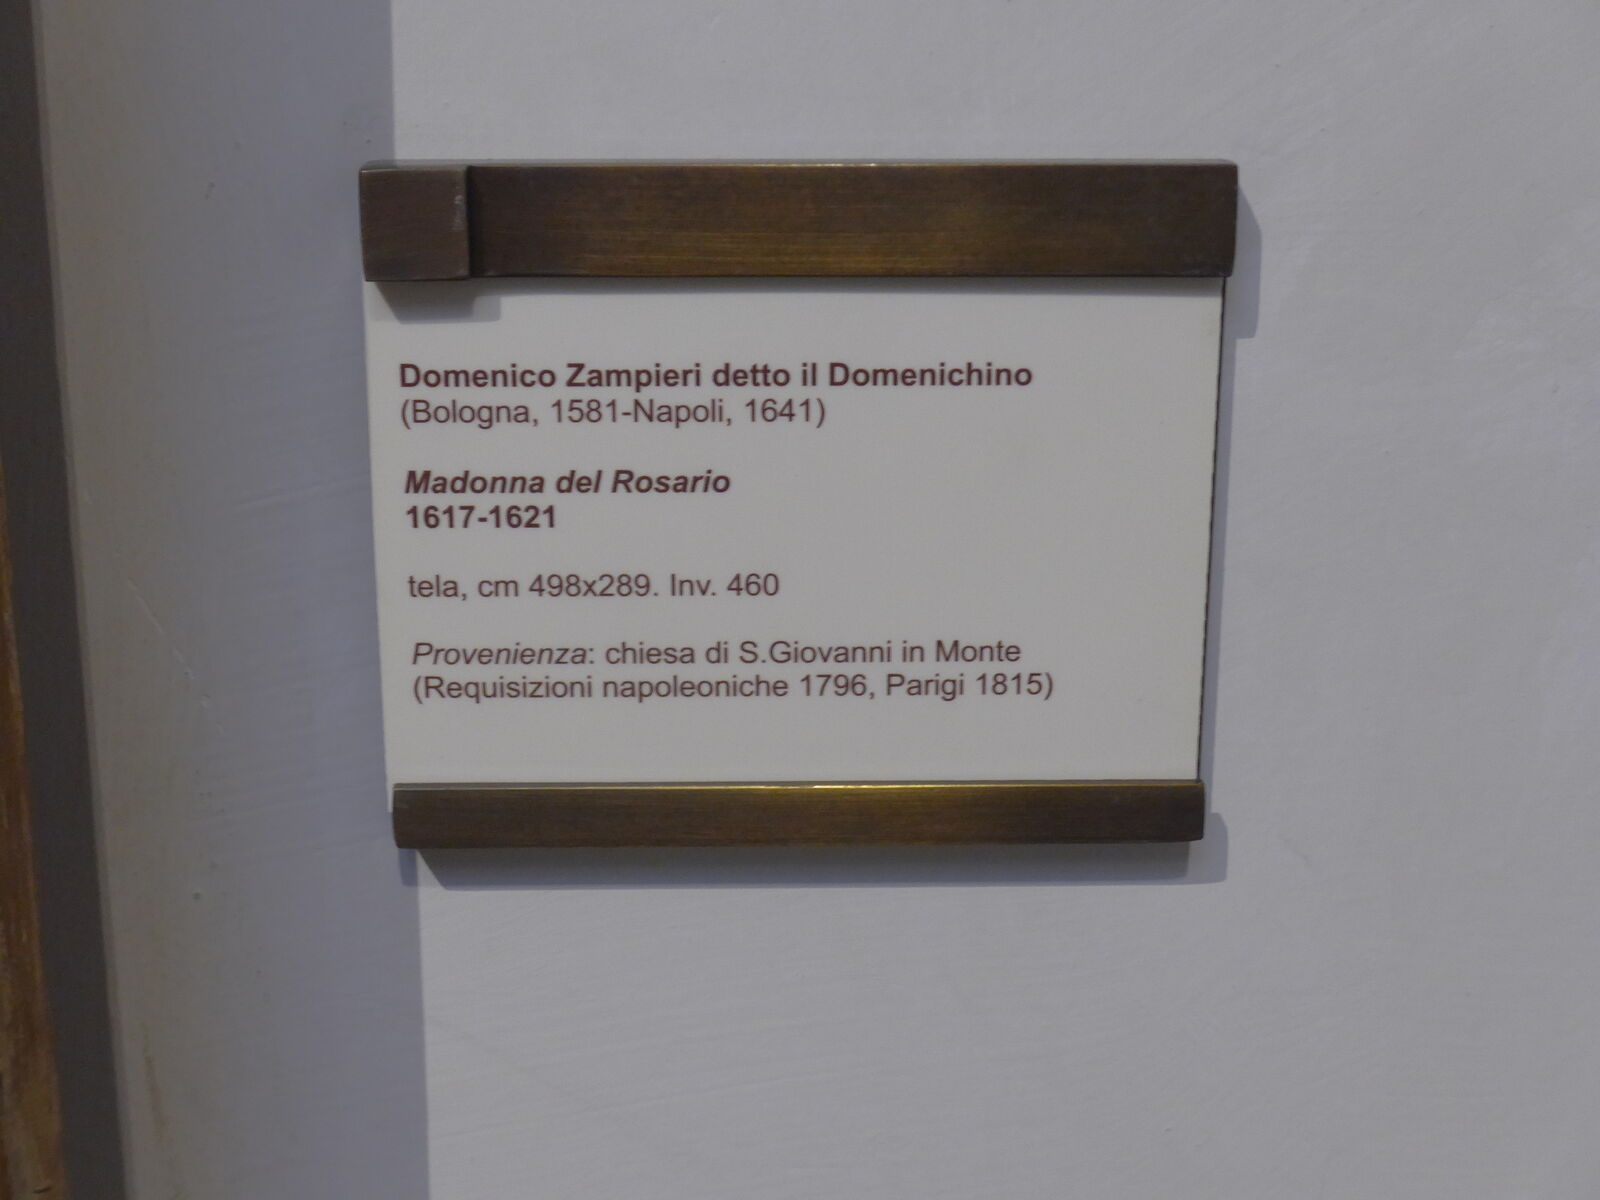 Domenico Zampieri detto il Domenichino
(Bologna, 1581-Napoli, 1641)
Madonna del Rosario
1617-1621
tela, cm 498x289. Inv. 460
Provenienza: chiesa di S.Giovanni in Monte
(Requisizioni napoleoniche 1796, Parigi 1815)